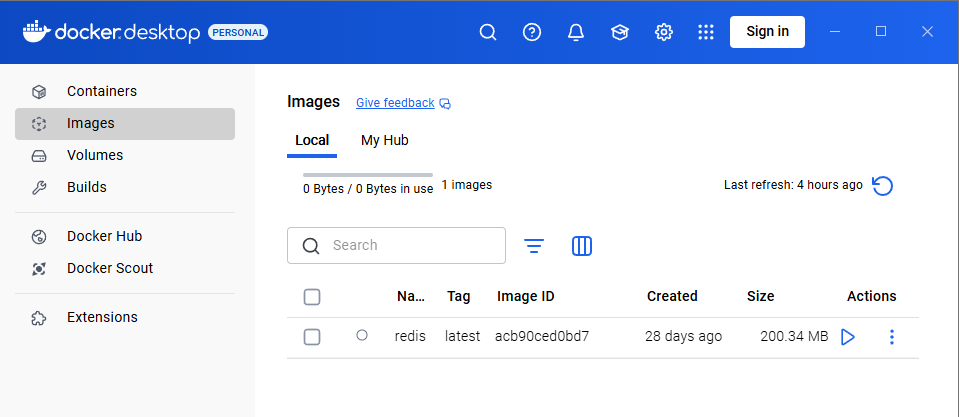 docker desktop PERSONAL Sign in
Containers
Images
Volumes
Builds
Docker Hub
Docker Scout
Extensions
Images Give feedback
Local My Hub
0 Bytes / 0 Bytes in use 1 images Last refresh: 4 hours ago
Search
Na... Tag Image ID Created Size Actions
redis latest acb90ced0bd7 28 days ago 200.34 MB